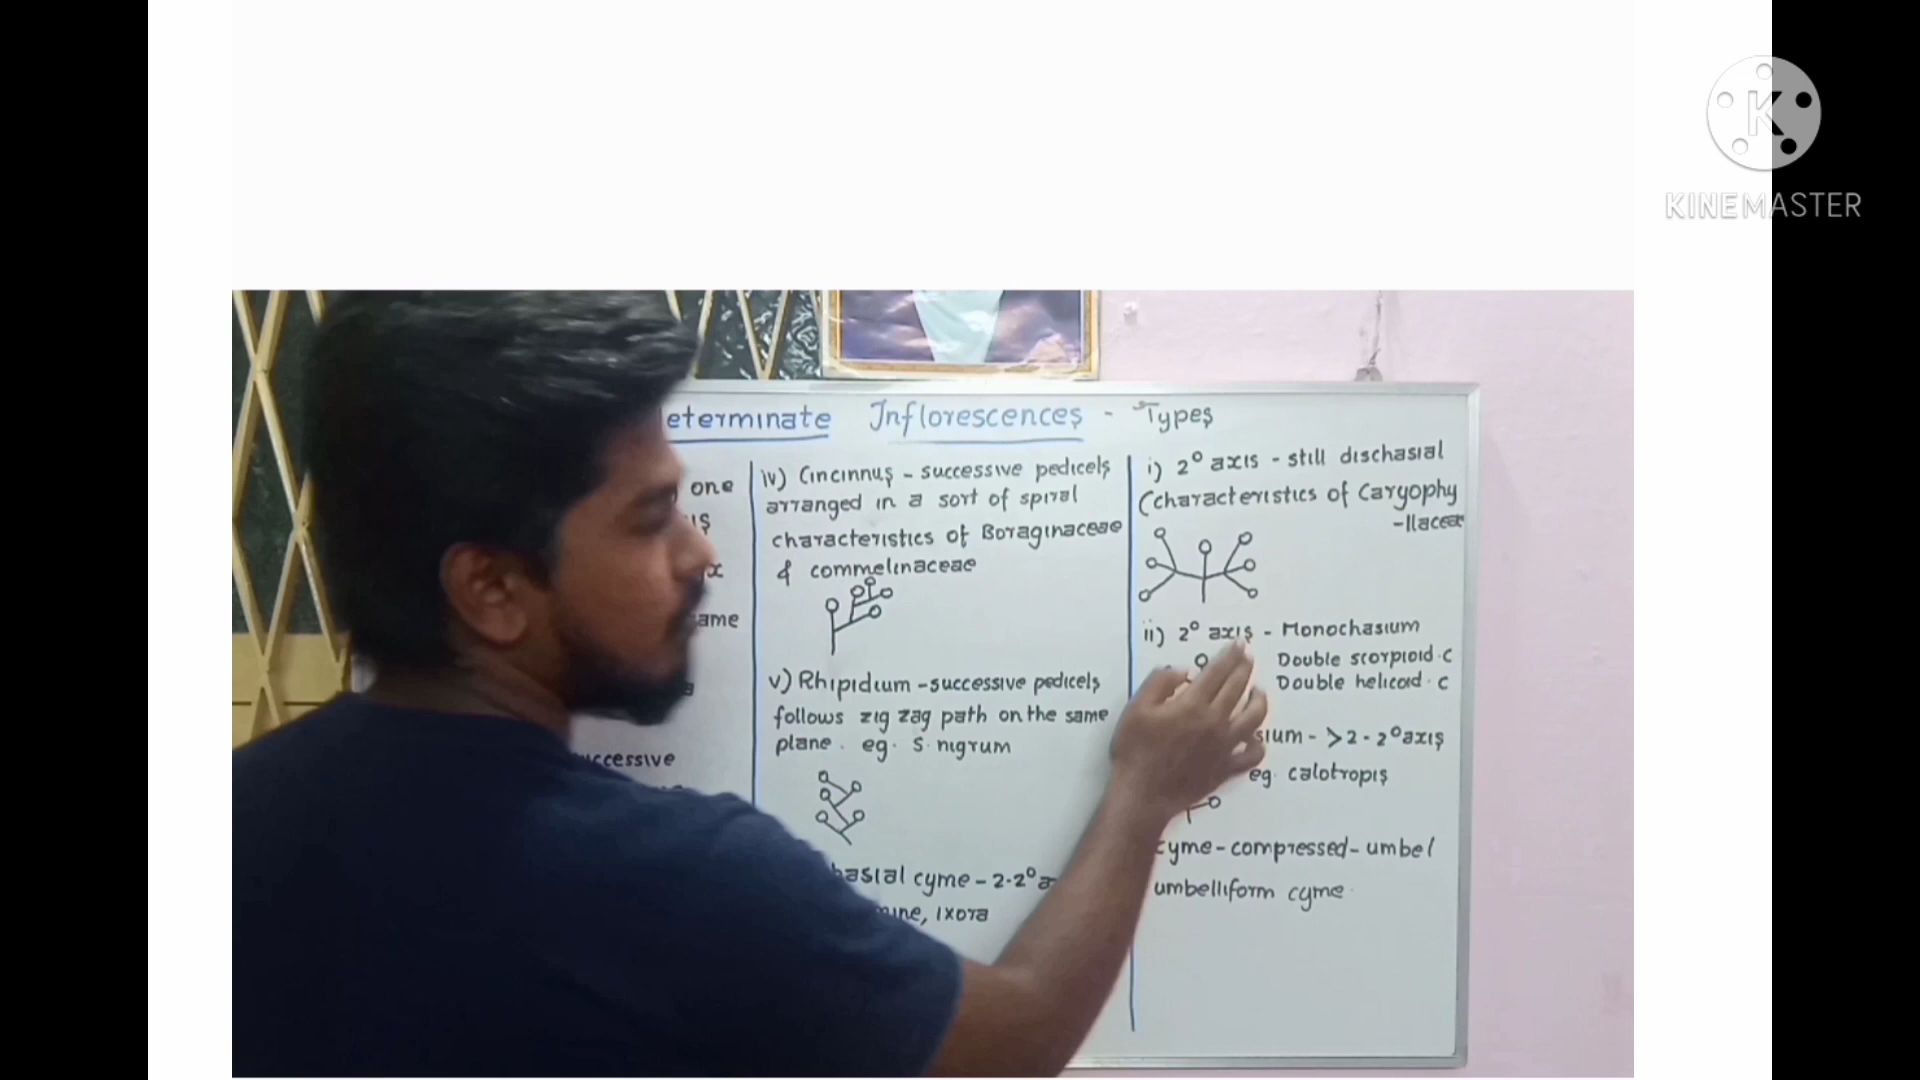 KINEMASTER
eterminate Inflorescences - Types
one
ame
ccessive
iv) Cincinnus - successive pedicels
arranged in a sort of spiral
characteristics of Boraginaceae
& commelinaceae
v) Rhipidium - successive pedicels
follows zig zag path on the same
plane. eg. S. nigrum
hasial cyme - 2-2° a
mine, Ixora
i) 2° axis - still dischasial
(characteristics of Caryophy
-llaceae
ii) 2° axis - Monochasium
Double scorpioid. C
Double helicoid. C
sium - >2 - 2° axis
eg. calotropis
cyme - compressed - umbel
umbelliform cyme